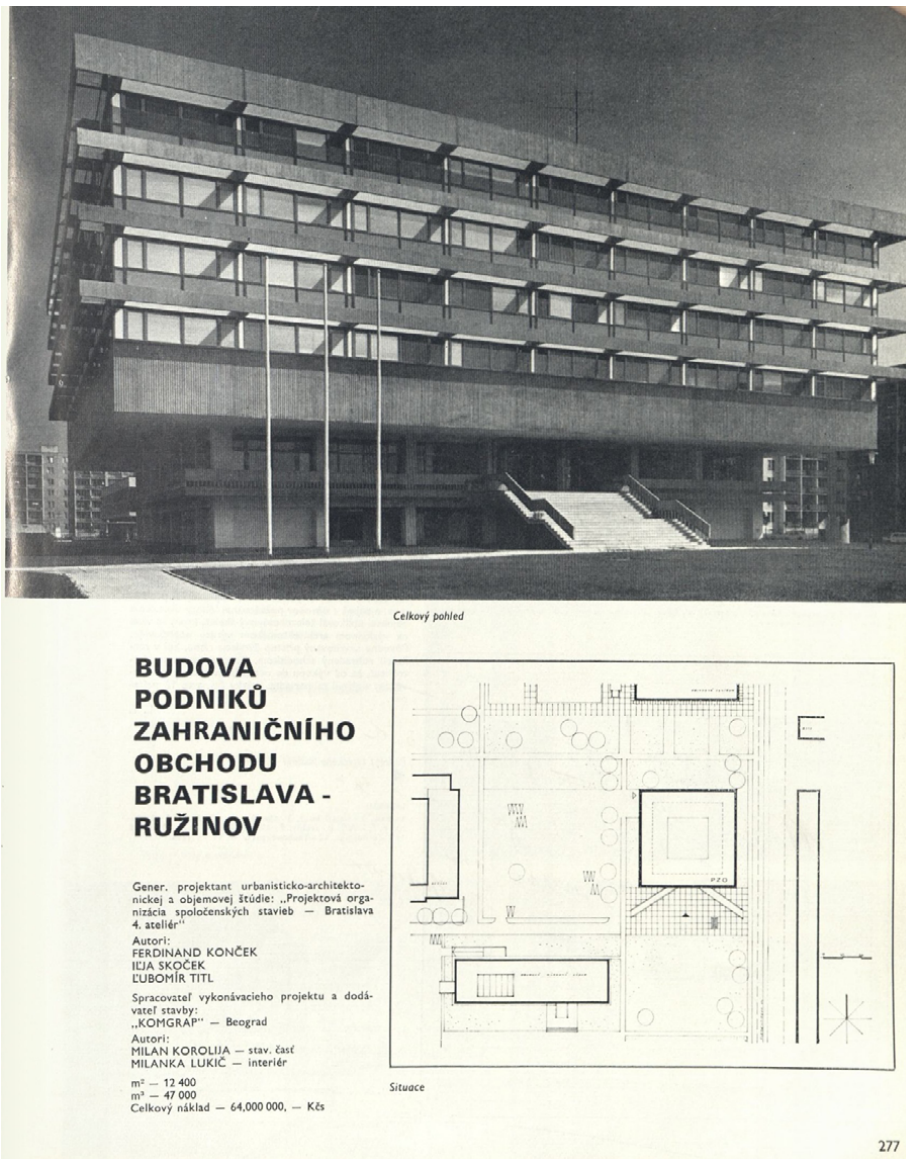 Celkový pohled
BUDOVA
PODNIKŮ
ZAHRANIČNÍHO
OBCHODU
BRATISLAVA -
RUŽINOV
Gener. projektant urbanisticko-architekto-
nickej a objemovej štúdie: „Projektová orga-
nizácia spoločenských stavieb — Bratislava
4. ateliér"
Autori:
FERDINAND KONČEK
IĽJA SKOČEK
ĽUBOMÍR TITL
Spracovateľ vykonávacieho projektu a dodá-
vateľ stavby:
„KOMGRAP" — Beograd
Autori:
MILAN KOROLIJA — stav. časť
MILANKA LUKIČ — interiér
m² — 12 400
m³ — 47 000
Celkový náklad — 64,000 000, — Kčs
PZO
Situace
277